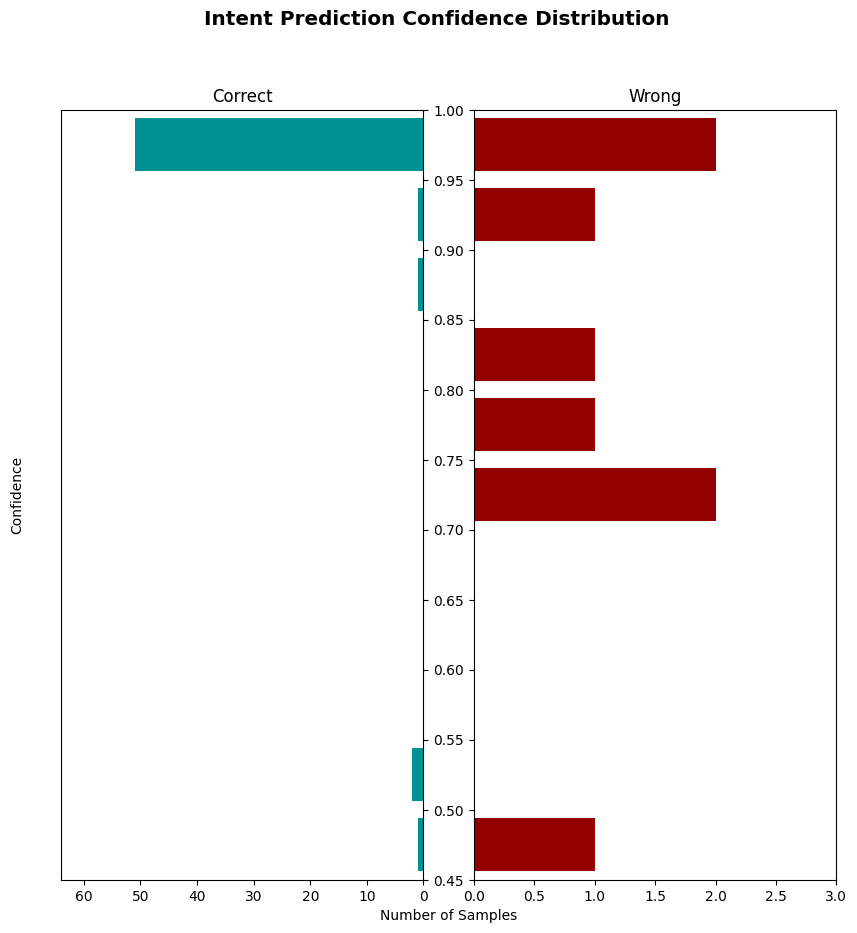 Intent Prediction Confidence Distribution
Correct
Wrong
1.00
0.95
0.90
0.85
0.80
0.75
0.70
0.65
0.60
0.55
0.50
0.45
Confidence
60 50 40 30 20 10 0
0.0 0.5 1.0 1.5 2.0 2.5 3.0
Number of Samples